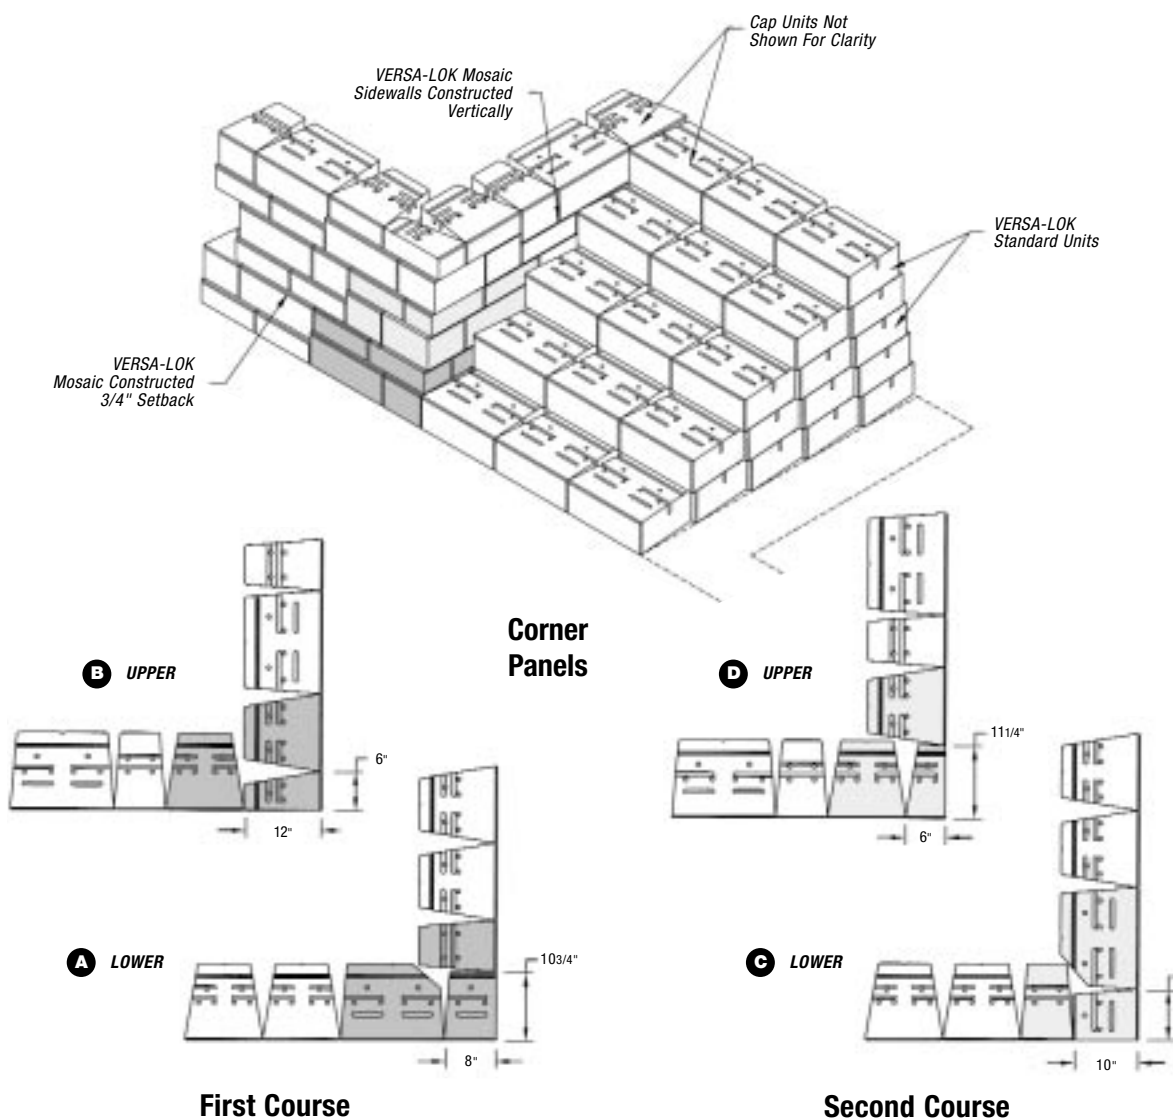 Cap Units Not
Shown For Clarity
VERSA-LOK Mosaic
Sidewalls Constructed
Vertically
VERSA-LOK
Standard Units
VERSA-LOK
Mosaic Constructed
3/4" Setback
Corner
Panels
B UPPER
6"
12"
D UPPER
11 1/4"
6"
A LOWER
10 3/4"
8"
C LOWER
10"
First Course
Second Course